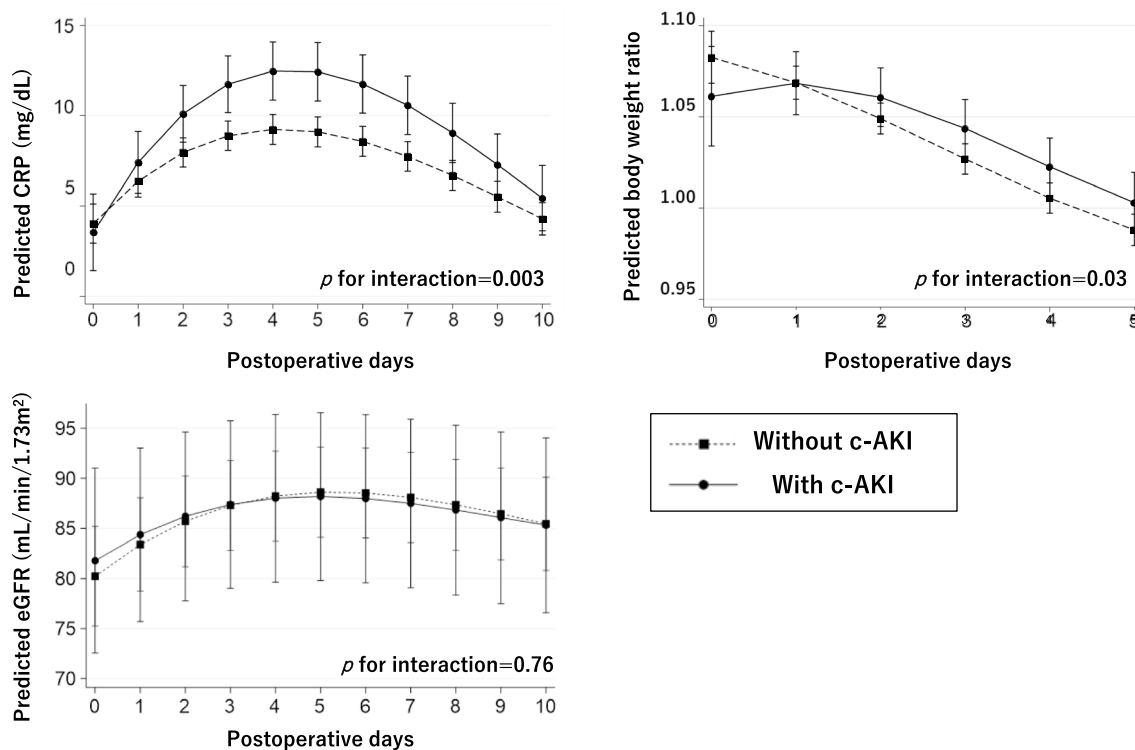 15
10
5
0
Predicted CRP (mg/dL)
p for interaction=0.003
0 1 2 3 4 5 6 7 8 9 10
Postoperative days
1.10
1.05
1.00
0.95
Predicted body weight ratio
p for interaction=0.03
0 1 2 3 4 5
Postoperative days
95
90
85
80
75
70
Predicted eGFR (mL/min/1.73m²)
p for interaction=0.76
0 1 2 3 4 5 6 7 8 9 10
Postoperative days
Without c-AKI
With c-AKI